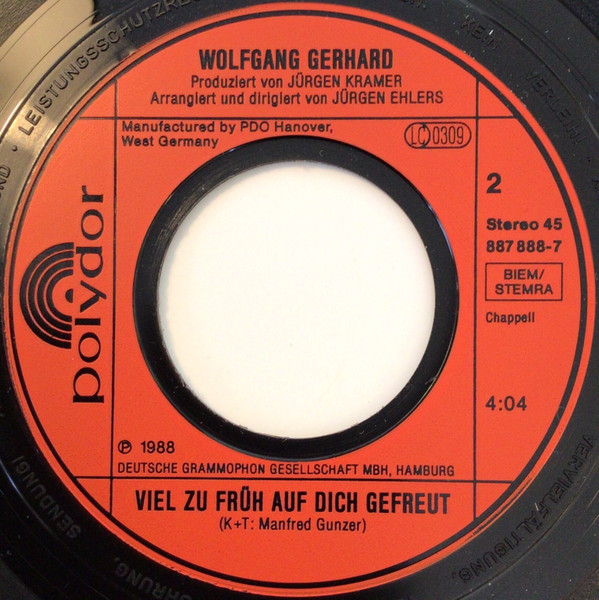 WOLFGANG GERHARD
Produziert von JÜRGEN KRAMER
Arrangiert und dirigiert von JÜRGEN EHLERS
Manufactured by PDO Hanover,
West Germany
LC 0309
polydor
2
Stereo 45
887 888-7
BIEM/
STEMRA
Chappell
4:04
℗ 1988
DEUTSCHE GRAMMOPHON GESELLSCHAFT MBH, HAMBURG
VIEL ZU FRÜH AUF DICH GEFREUT
(K+T: Manfred Gunzer)
SENDUNG!